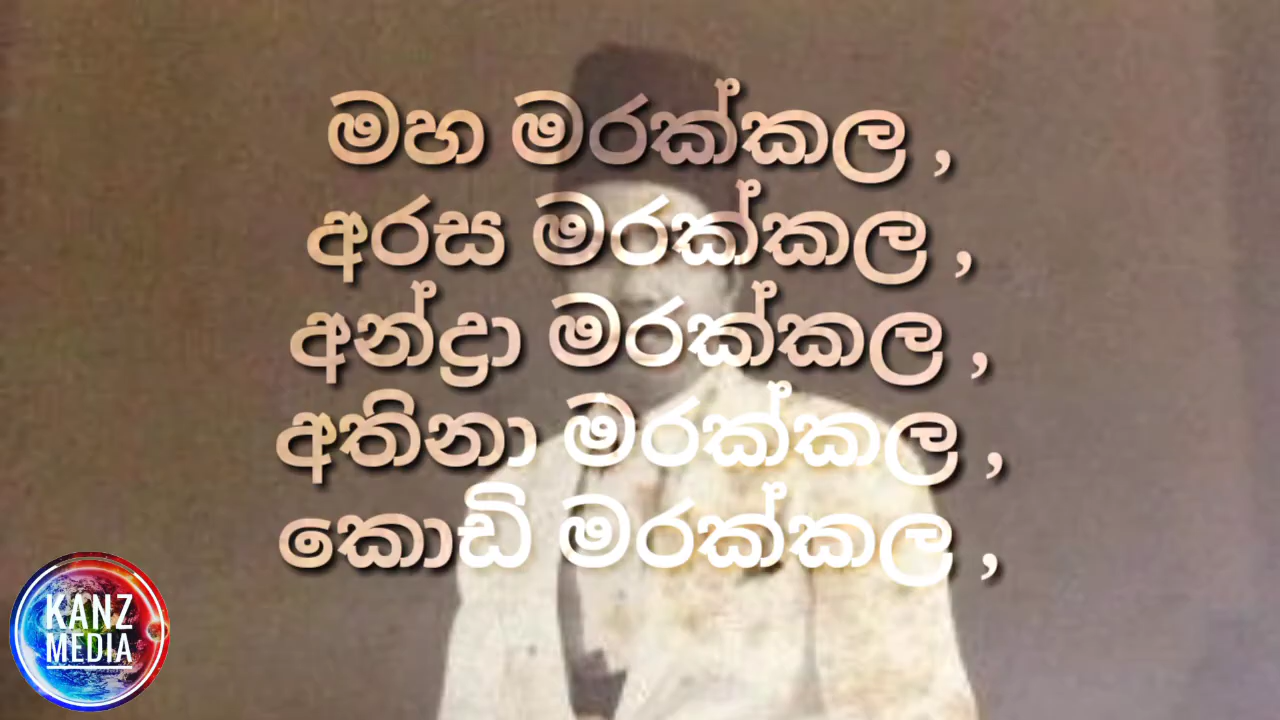 මහ මරක්කල ,
අරස මරක්කල ,
අන්ද්‍රා මරක්කල ,
අතිනා මරක්කල ,
කොඩි මරක්කල ,
KANZ
MEDIA